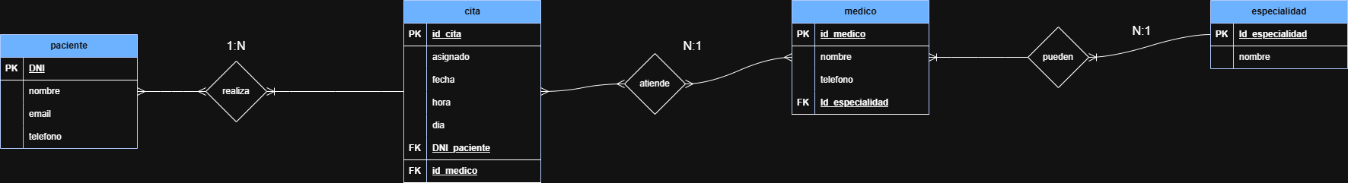 paciente
PK DNI
nombre
email
telefono
1:N
realiza
cita
PK id_cita
asignado
fecha
hora
dia
FK DNI_paciente
FK id_medico
N:1
atiende
medico
PK id_medico
nombre
telefono
FK Id_especialidad
pueden
N:1
especialidad
PK Id_especialidad
nombre